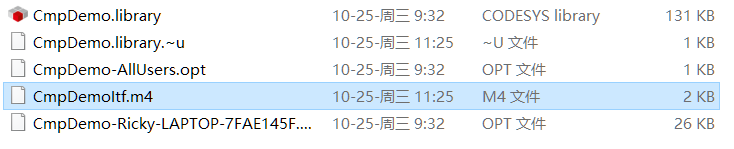 CmpDemo.library 10-25-周三 9:32 CODESYS library 131 KB
CmpDemo.library.~u 10-25-周三 11:25 ~U 文件 1 KB
CmpDemo-AllUsers.opt 10-25-周三 9:32 OPT 文件 1 KB
CmpDemoItf.m4 10-25-周三 11:25 M4 文件 2 KB
CmpDemo-Ricky-LAPTOP-7FAE145F.... 10-25-周三 9:32 OPT 文件 26 KB